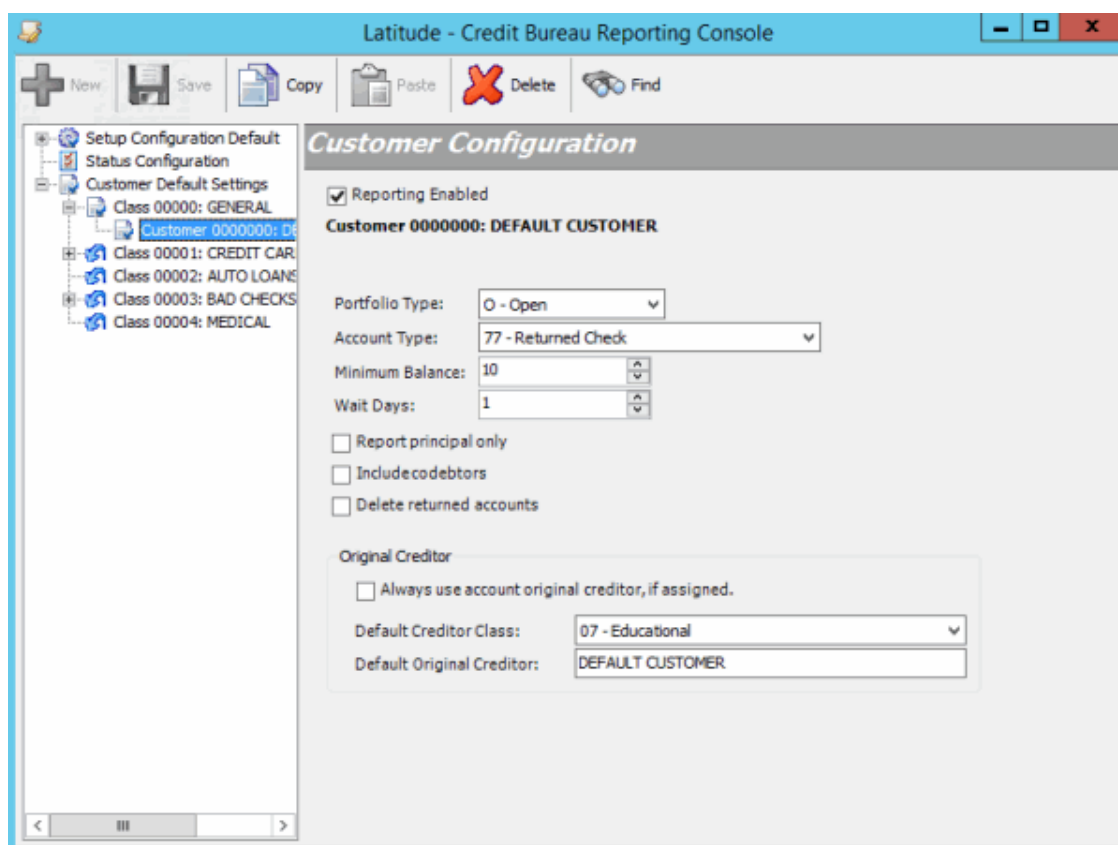 Latitude - Credit Bureau Reporting Console
New Save Copy Paste Delete Find
Setup Configuration Default
Status Configuration
Customer Default Settings
Class 00000: GENERAL
Customer 0000000: DE
Class 00001: CREDIT CAR
Class 00002: AUTO LOANS
Class 00003: BAD CHECKS
Class 00004: MEDICAL
Customer Configuration
Reporting Enabled
Customer 0000000: DEFAULT CUSTOMER
Portfolio Type: O - Open
Account Type: 77 - Returned Check
Minimum Balance: 10
Wait Days: 1
Report principal only
Include codebtors
Delete returned accounts
Original Creditor
Always use account original creditor, if assigned.
Default Creditor Class: 07 - Educational
Default Original Creditor: DEFAULT CUSTOMER